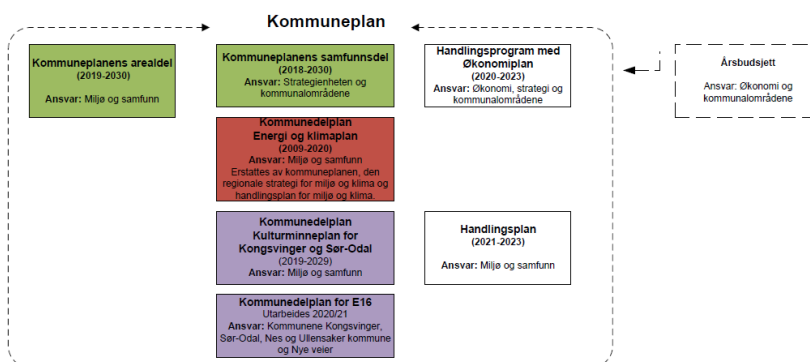 Kommuneplan
Kommuneplanens arealdel
(2019-2030)
Ansvar: Miljø og samfunn
Kommuneplanens samfunnsdel
(2018-2030)
Ansvar: Strategienheten og
kommunalområdene
Handlingsprogram med
Økonomiplan
(2020-2023)
Ansvar: Økonomi, strategi og
kommunalområdene
Årsbudsjett
Ansvar: Økonomi og
kommunalområdene
Kommunedelplan
Energi og klimaplan
(2009-2020)
Ansvar: Miljø og samfunn
Erstattes av kommuneplanen, den
regionale strategi for miljø og klima og
handlingsplan for miljø og klima.
Kommunedelplan
Kulturminneplan for
Kongsvinger og Sør-Odal
(2019-2029)
Ansvar: Miljø og samfunn
Handlingsplan
(2021-2023)
Ansvar: Miljø og samfunn
Kommunedelplan for E16
Utarbeides 2020/21
Ansvar: Kommunene Kongsvinger,
Sør-Odal, Nes og Ullensaker kommune
og Nye veier